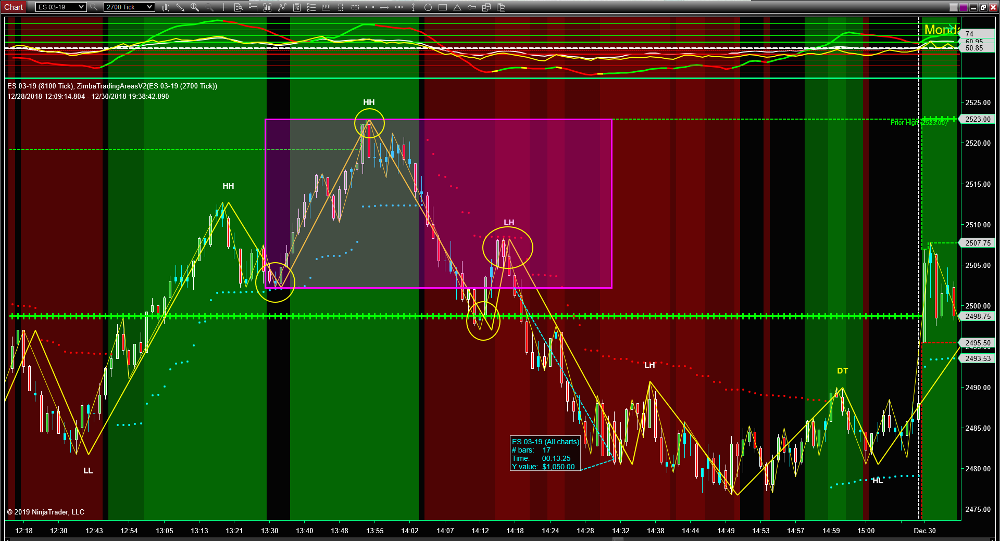 Chart ES 03-19 2700 Tick
Monda
74
60.95
50.85
ES 03-19 (8100 Tick), ZimbaTradingAreasV2(ES 03-19 (2700 Tick))
12/28/2018 12:09:14.804 - 12/30/2018 19:38:42.890
HH
2525.00
2523.00
Prior High (2523.00)
2520.00
HH
2515.00
LH
2510.00
2507.75
2505.00
2500.00
2498.75
2495.50
2495.00
2493.53
LH
DT
2490.00
2485.00
ES 03-19 (All charts)
# bars: 17
Time: 00:13:25
Y value: $1,050.00
LL
HL
2480.00
2475.00
© 2019 NinjaTrader, LLC
12:18 12:30 12:43 12:54 13:05 13:13 13:21 13:30 13:40 13:48 13:55 14:02 14:07 14:12 14:18 14:24 14:28 14:32 14:38 14:44 14:49 14:53 14:57 14:59 15:00 Dec 30